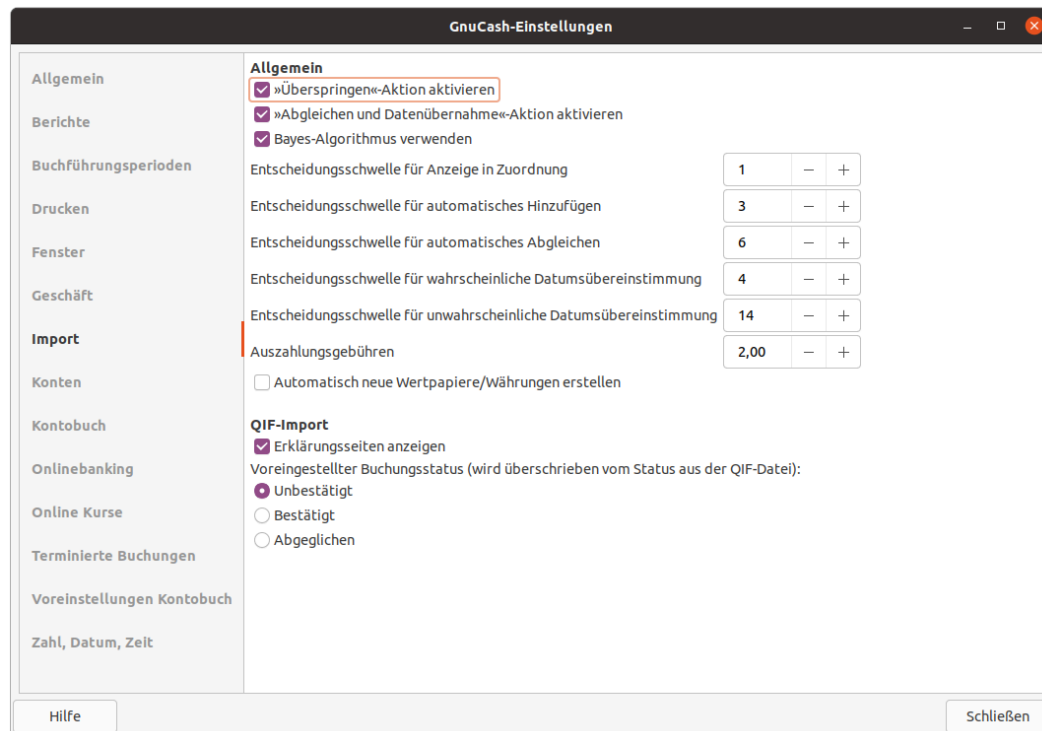 GnuCash-Einstellungen
Allgemein
Berichte
Buchführungsperioden
Drucken
Fenster
Geschäft
Import
Konten
Kontobuch
Onlinebanking
Online Kurse
Terminierte Buchungen
Voreinstellungen Kontobuch
Zahl, Datum, Zeit
Allgemein
»Überspringen«-Aktion aktivieren
»Abgleichen und Datenübernahme«-Aktion aktivieren
Bayes-Algorithmus verwenden
Entscheidungsschwelle für Anzeige in Zuordnung 1 − +
Entscheidungsschwelle für automatisches Hinzufügen 3 − +
Entscheidungsschwelle für automatisches Abgleichen 6 − +
Entscheidungsschwelle für wahrscheinliche Datumsübereinstimmung 4 − +
Entscheidungsschwelle für unwahrscheinliche Datumsübereinstimmung 14 − +
Auszahlungsgebühren 2,00 − +
Automatisch neue Wertpapiere/Währungen erstellen
QIF-Import
Erklärungsseiten anzeigen
Voreingestellter Buchungsstatus (wird überschrieben vom Status aus der QIF-Datei):
Unbestätigt
Bestätigt
Abgeglichen
Hilfe Schließen